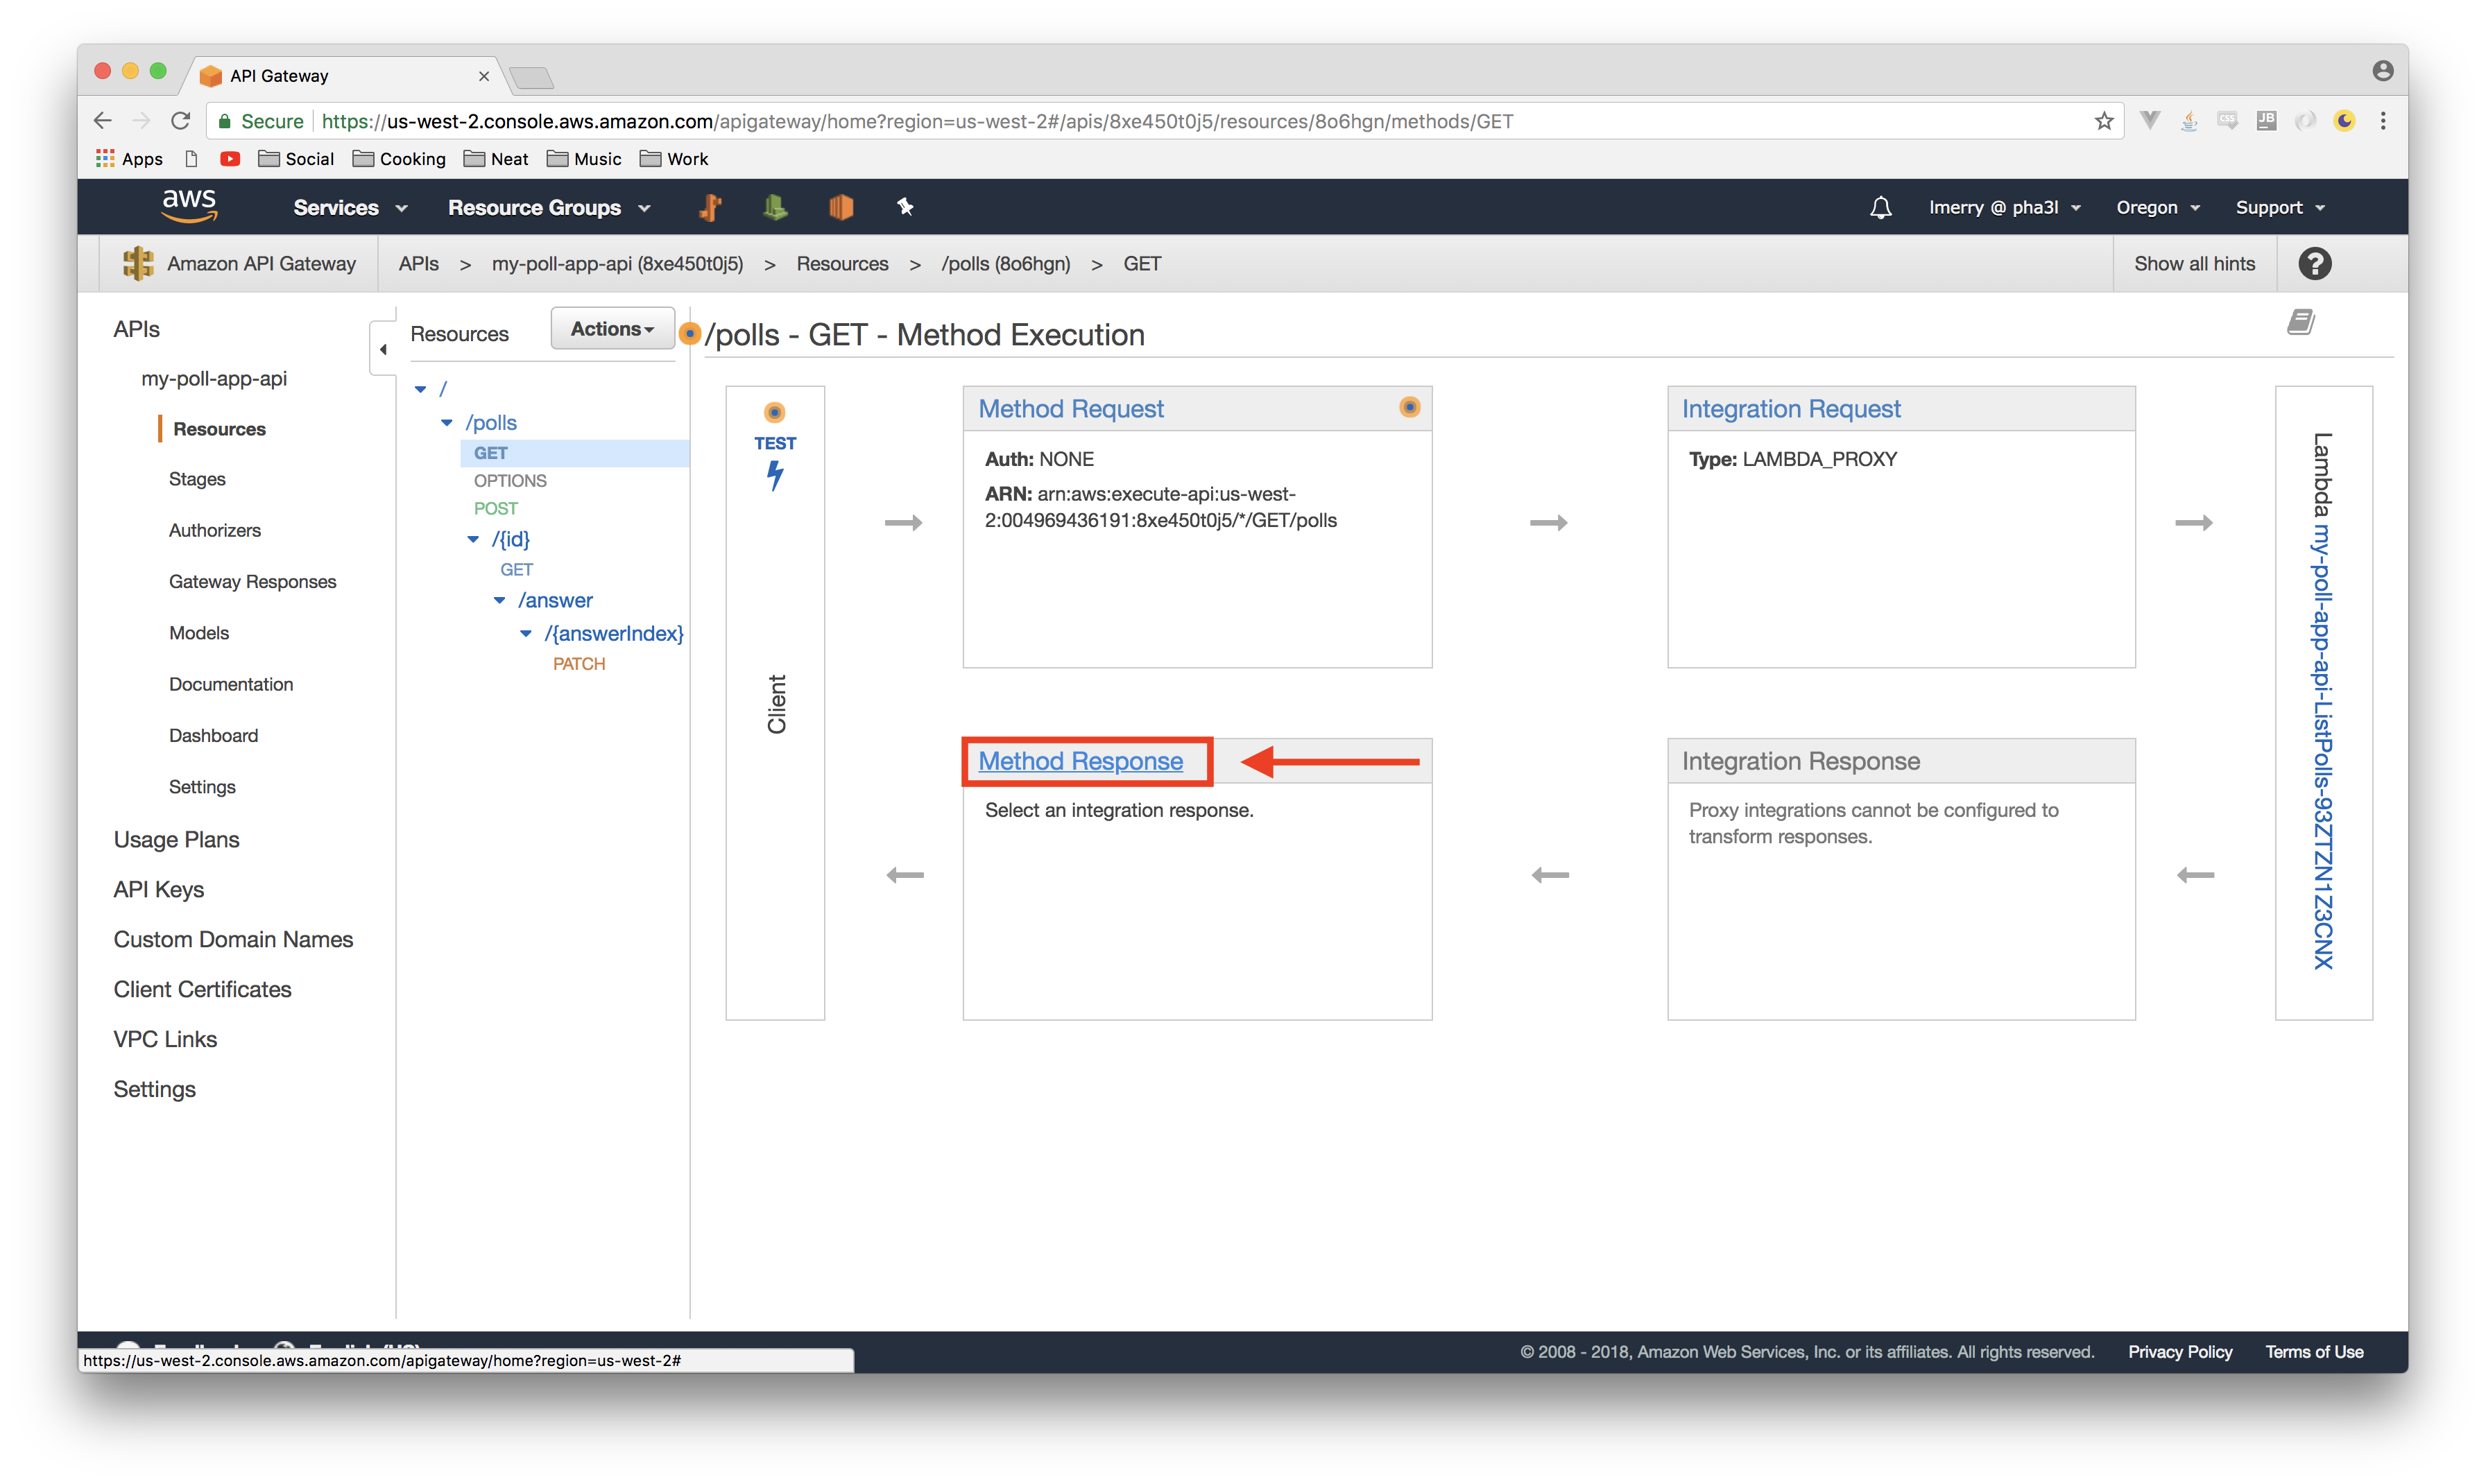 API Gateway
Secure
https://us-west-2.console.aws.amazon.com/apigateway/home?region=us-west-2#/apis/8xe450t0j5/resources/8o6hgn/methods/GET
CSS
JB
Apps
Social
Cooking
Neat
Music
Work
aws
Services
Resource Groups
lmerry @ pha3l
Oregon
Support
Amazon API Gateway
APIs > my-poll-app-api (8xe450t0j5) > Resources > /polls (8o6hgn) > GET
Show all hints
?
APIs
my-poll-app-api
Resources
Stages
Authorizers
Gateway Responses
Models
Documentation
Dashboard
Settings
Usage Plans
API Keys
Custom Domain Names
Client Certificates
VPC Links
Settings
Resources
Actions
/
/polls
GET
OPTIONS
POST
/{id}
GET
/answer
/{answerIndex}
PATCH
/polls - GET - Method Execution
TEST
Client
Method Request
Auth: NONE
ARN: arn:aws:execute-api:us-west-
2:004969436191:8xe450t0j5/*/GET/polls
Integration Request
Type: LAMBDA_PROXY
Lambda my-poll-app-api-ListPolls-93ZTZN1Z3CNX
Method Response
Select an integration response.
Integration Response
Proxy integrations cannot be configured to
transform responses.
https://us-west-2.console.aws.amazon.com/apigateway/home?region=us-west-2#
© 2008 - 2018, Amazon Web Services, Inc. or its affiliates. All rights reserved.
Privacy Policy
Terms of Use